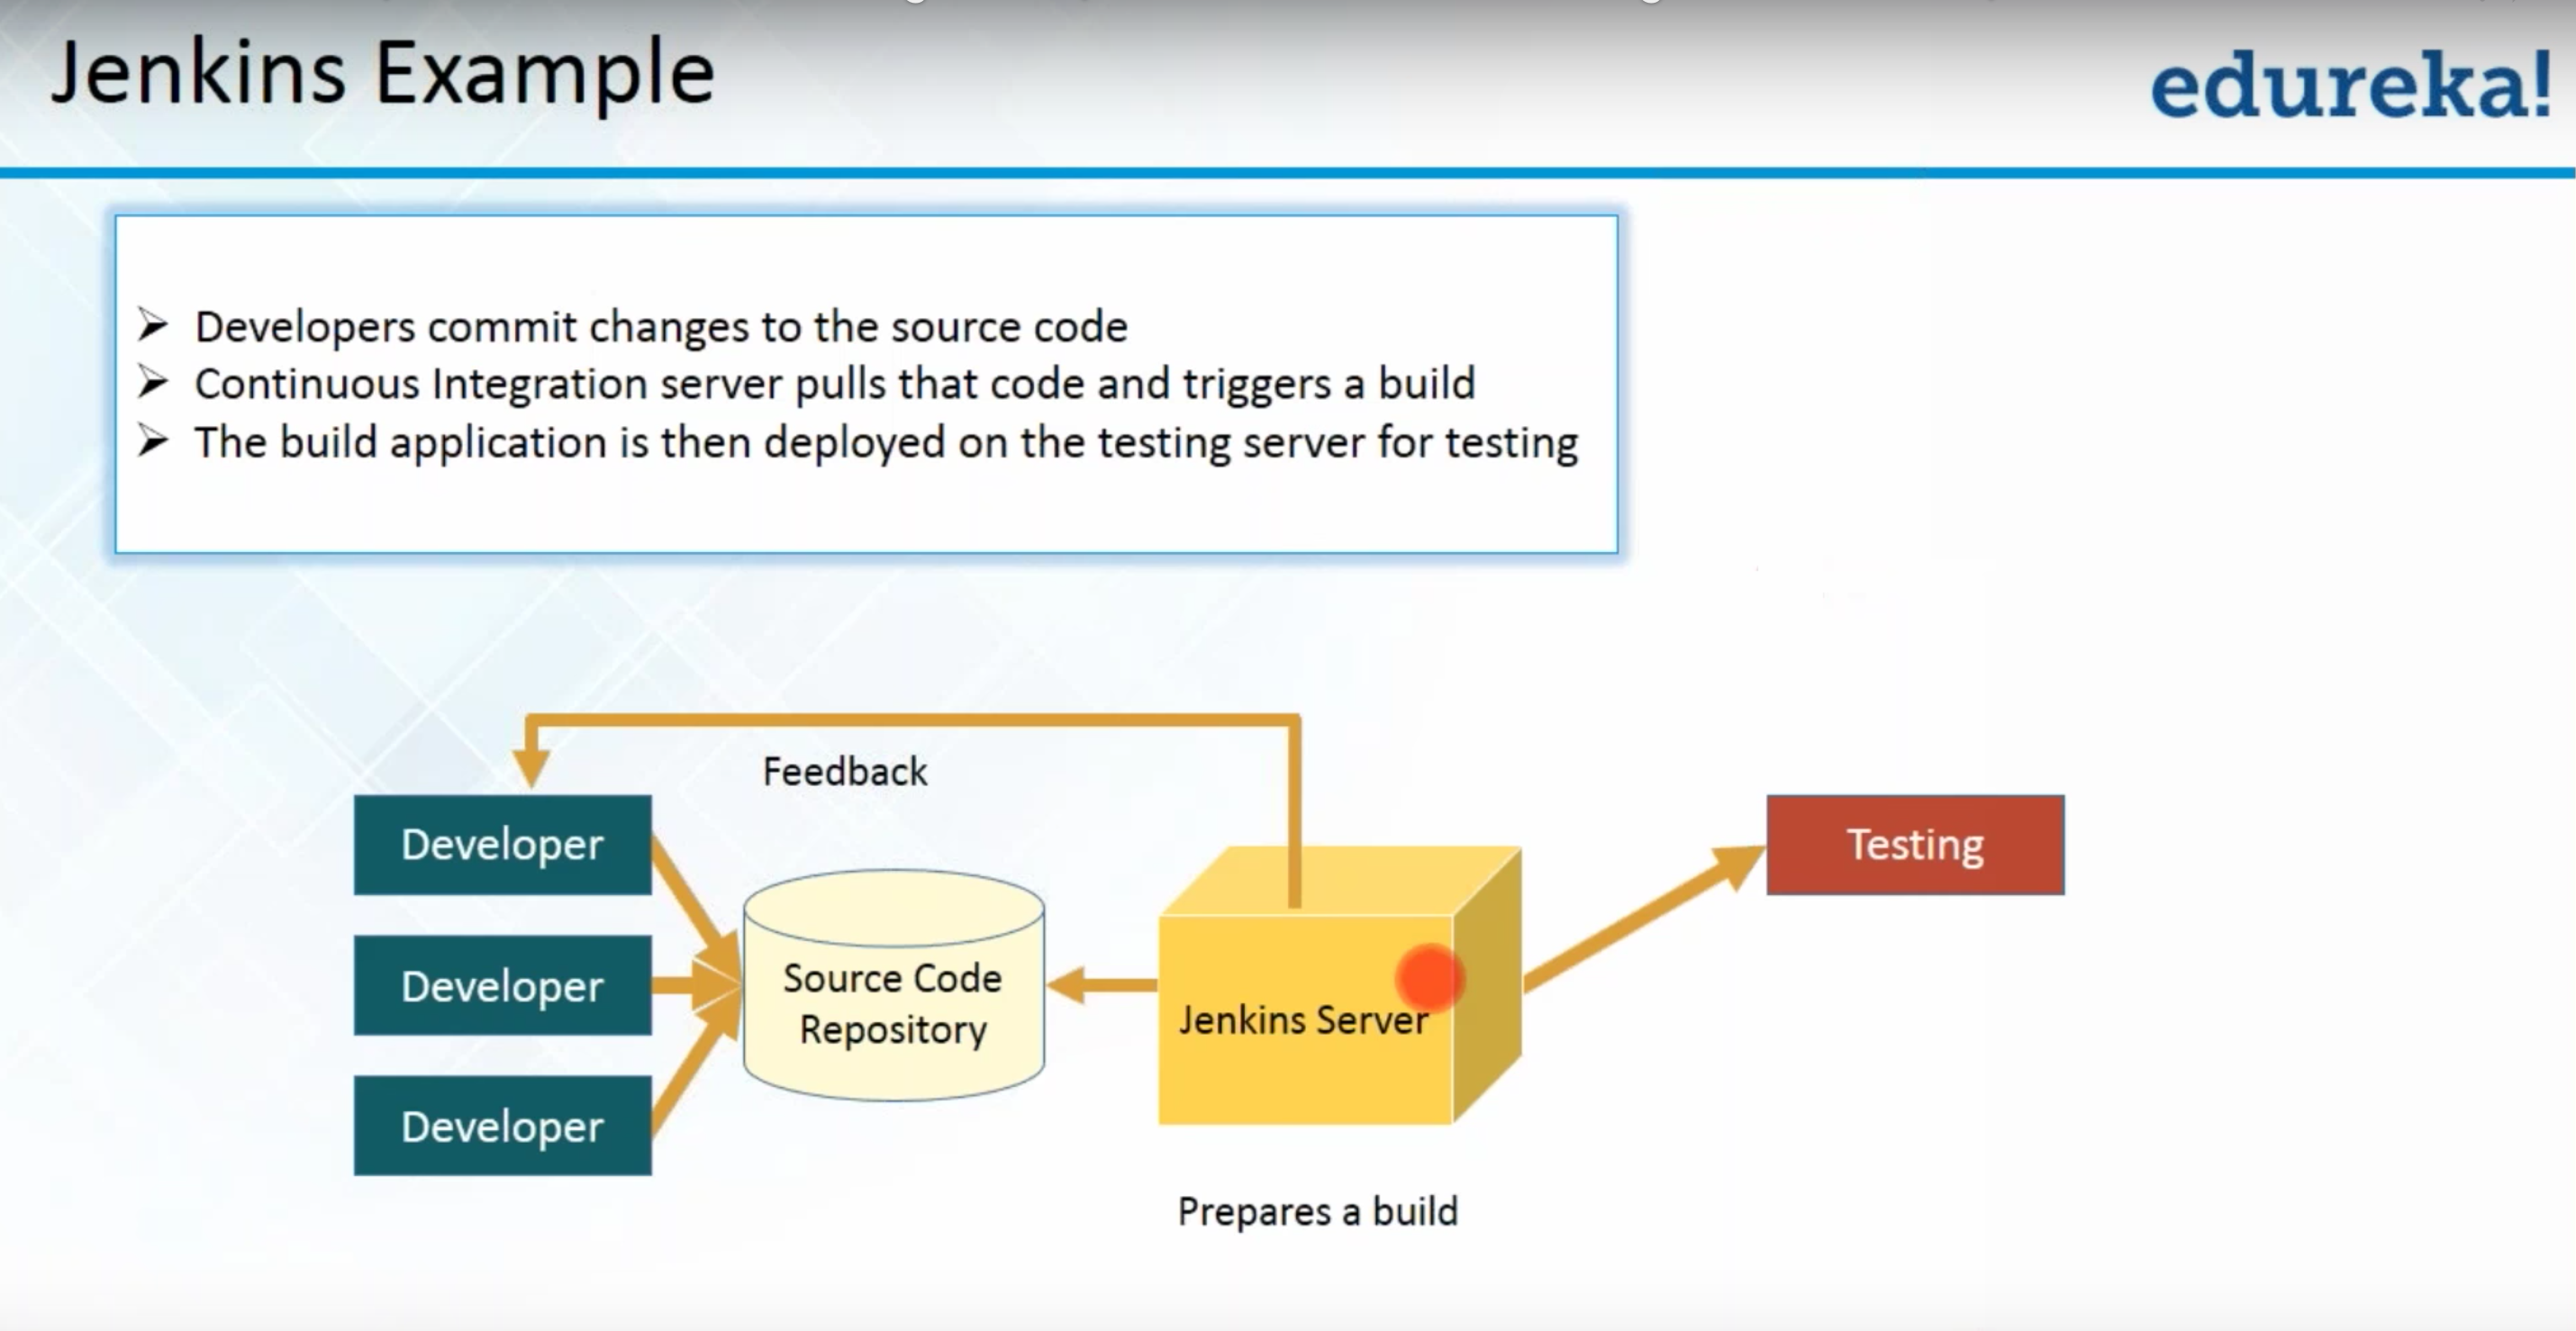 Jenkins Example
edureka!
Developers commit changes to the source code
Continuous Integration server pulls that code and triggers a build
The build application is then deployed on the testing server for testing
Feedback
Developer
Testing
Developer
Source Code
Repository
Jenkins Server
Developer
Prepares a build